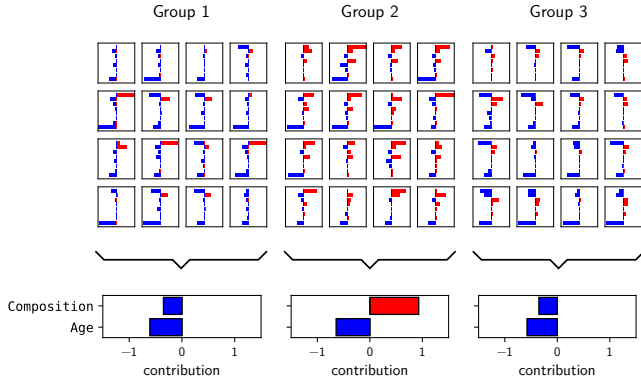 Group 1 Group 2 Group 3
Composition
Age
−1 0 1 −1 0 1 −1 0 1
contribution contribution contribution